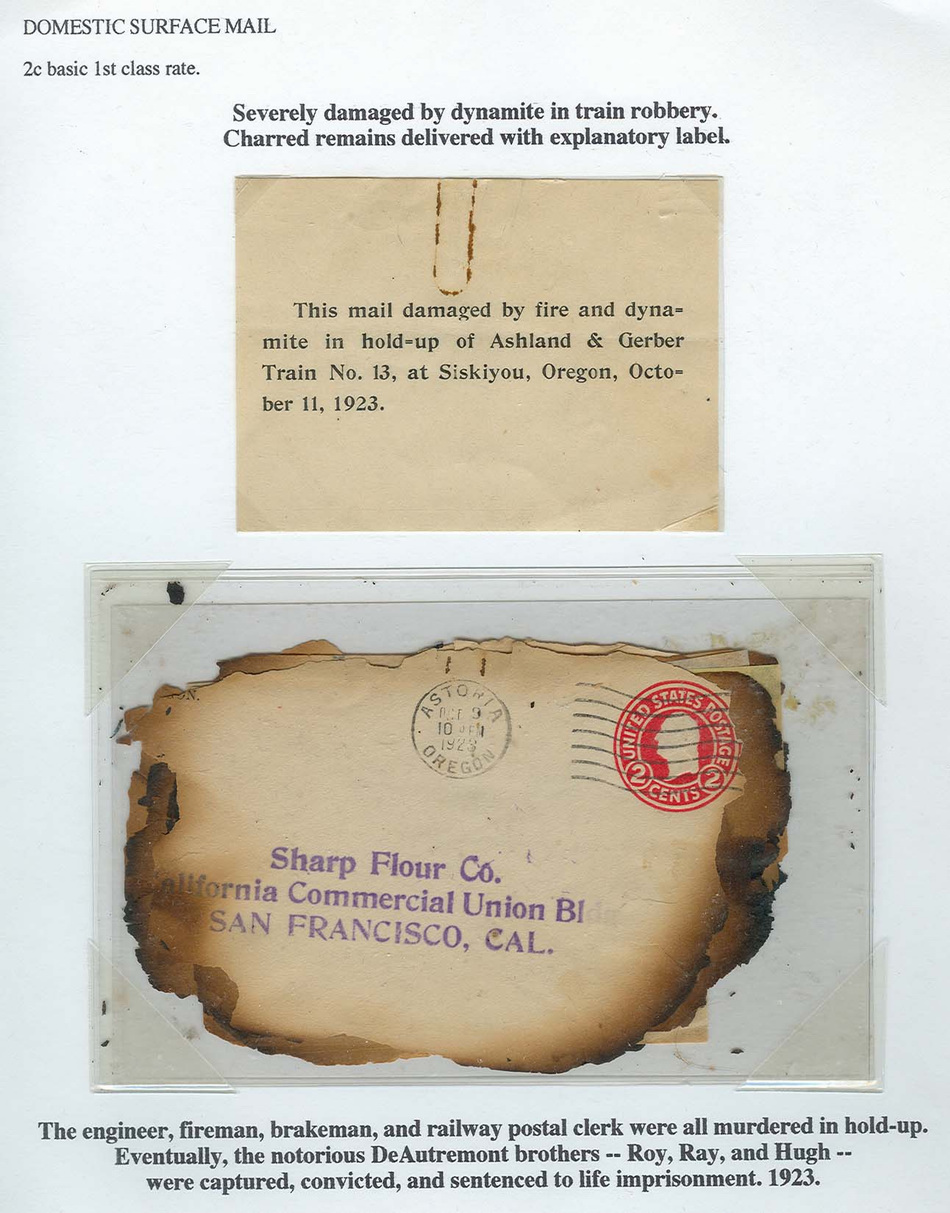 DOMESTIC SURFACE MAIL
2c basic 1st class rate.
Severely damaged by dynamite in train robbery.
Charred remains delivered with explanatory label.
This mail damaged by fire and dyna=
mite in hold=up of Ashland & Gerber
Train No. 13, at Siskiyou, Oregon, Octo=
ber 11, 1923.
ASTORIA
OCT 9
10
1923
OREGON
UNITED STATES POSTAGE
2 CENTS 2
Sharp Flour Co.
alifornia Commercial Union Bldg
SAN FRANCISCO, CAL.
The engineer, fireman, brakeman, and railway postal clerk were all murdered in hold-up.
Eventually, the notorious DeAutremont brothers -- Roy, Ray, and Hugh --
were captured, convicted, and sentenced to life imprisonment. 1923.